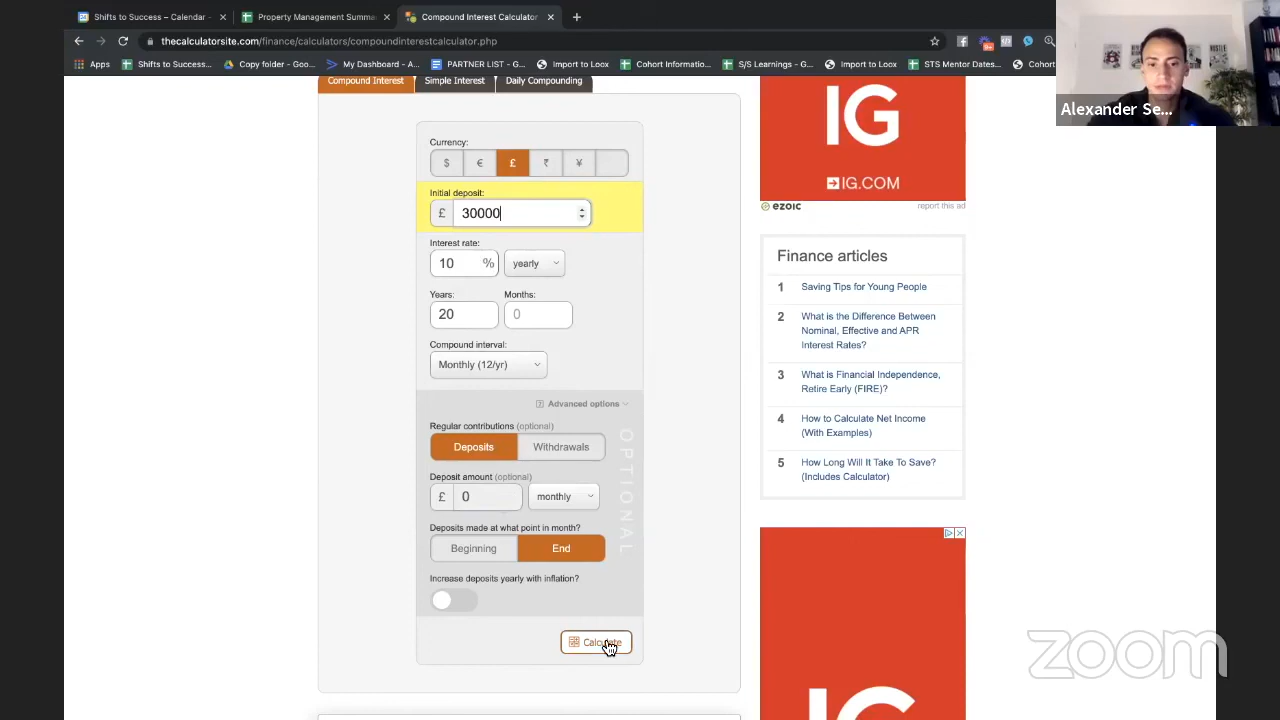 Shifts to Success – Calendar - ×
Property Management Summa ×
Compound Interest Calculator ×
thecalculatorsite.com/finance/calculators/compoundinterestcalculator.php
Apps
Shifts to Success...
Copy folder - Goo...
My Dashboard - A...
PARTNER LIST - G...
Import to Loox
Cohort Informatio...
S/S Learnings - G...
Import to Loox
STS Mentor Dates...
Cohort
Alexander Se...
Compound Interest
Simple Interest
Daily Compounding
Currency:
$ € £ ₹ ¥
Initial deposit:
£ 30000
Interest rate:
10 % yearly
Years: Months:
20 0
Compound interval:
Monthly (12/yr)
Advanced options
Regular contributions (optional)
Deposits Withdrawals
Deposit amount (optional)
£ 0 monthly
Deposits made at what point in month?
Beginning End
Increase deposits yearly with inflation?
OPTIONAL
Calculate
IG
IG.COM
ezoic report this ad
Finance articles
1 Saving Tips for Young People
2 What is the Difference Between
Nominal, Effective and APR
Interest Rates?
3 What is Financial Independence,
Retire Early (FIRE)?
4 How to Calculate Net Income
(With Examples)
5 How Long Will It Take To Save?
(Includes Calculator)
IG
zoom